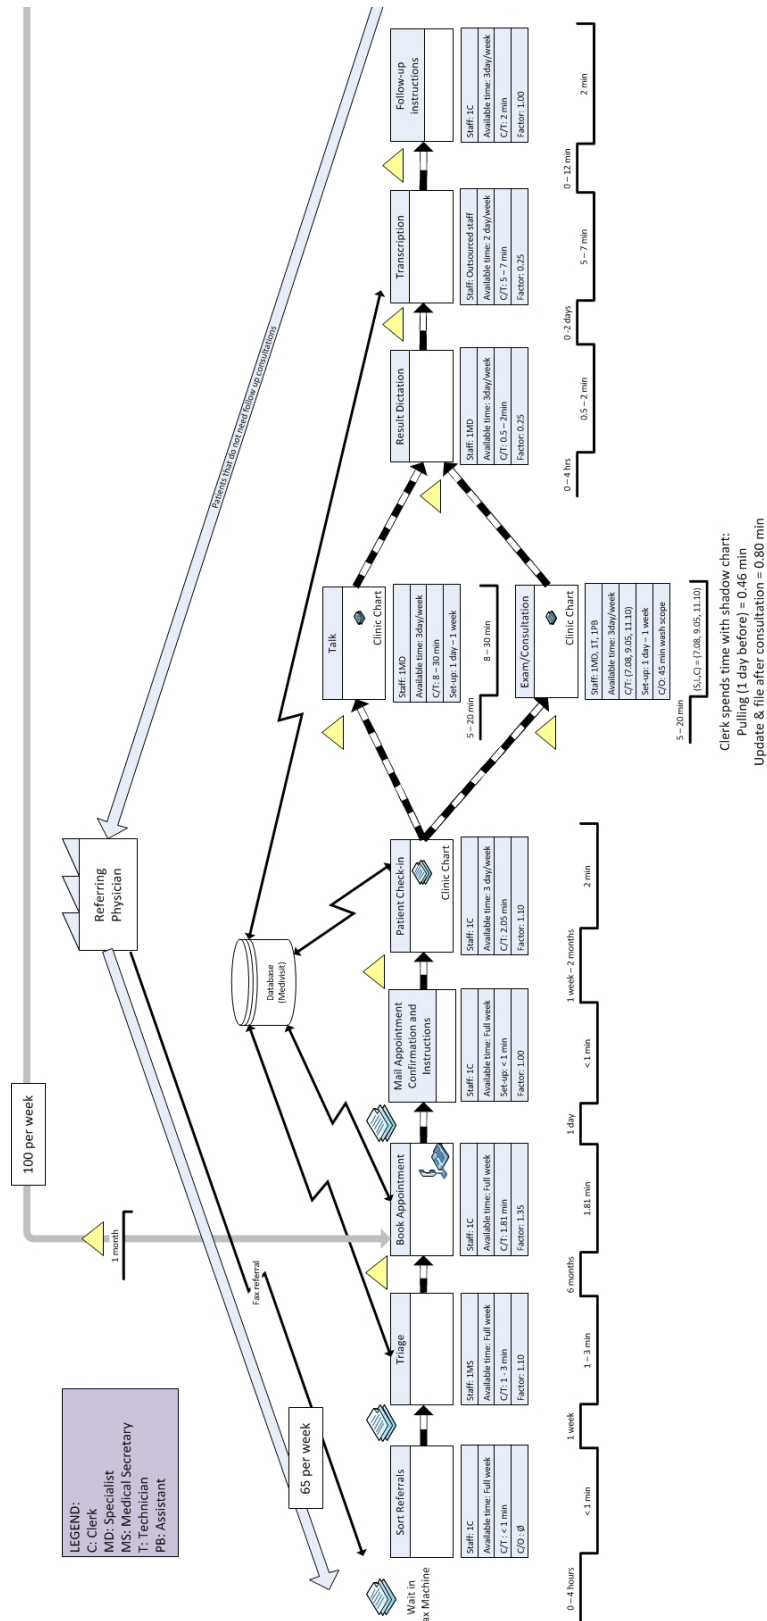 LEGEND:
C: Clerk
MD: Specialist
MS: Medical Secretary
T: Technician
PB: Assistant
100 per week
1 month
65 per week
Fax referral
Referring
Physician
Patients that do not need follow up consultations
Database
(Medivisit)
Wait in
ax Machine
Sort Referrals
Staff: 1C
Available time: Full week
C/T : < 1 min
C/O : Ø
Triage
Staff: 1MS
Available time: Full week
C/T: 1 - 3 min
Factor: 1.10
Book Appointment
Staff: 1C
Available time: Full week
C/T: 1.81 min
Factor: 1.35
Mail Appointment
Confirmation and
Instructions
Staff: 1C
Available time: Full week
Set-up: < 1 min
Factor: 1.00
Patient Check-in
Clinic Chart
Staff: 1C
Available time: 3 day/week
C/T: 2.05 min
Factor: 1.10
Talk
Clinic Chart
Staff: 1MD
Available time: 3day/week
C/T: 8 – 30 min
Set-up: 1 day – 1 week
5 – 20 min
8 – 30 min
Exam/Consultation
Clinic Chart
Staff: 1MD, 1T, 1PB
Available time: 3day/week
C/T: (7.08, 9.05, 11.10)
Set-up: 1 day – 1 week
C/O: 45 min wash scope
5 – 20 min
(S,I,C) = (7.08, 9.05, 11.10)
Result Dictation
Staff: 1MD
Available time: 3day/week
C/T: 0.5 – 2min
Factor: 0.25
Transcription
Staff: Outsourced staff
Available time: 2 day/week
C/T: 5 – 7 min
Factor: 0.25
Follow-up
instructions
Staff: 1C
Available time: 3day/week
C/T: 2 min
Factor: 1.00
0 – 4 hours
< 1 min
1 week
1 – 3 min
6 months
1.81 min
1 day
< 1 min
1 week – 2 months
2 min
0 – 4 hrs
0.5 – 2 min
0 -2 days
5 – 7 min
0 – 12 min
2 min
Clerk spends time with shadow chart:
Pulling (1 day before) = 0.46 min
Update & file after consultation = 0.80 min